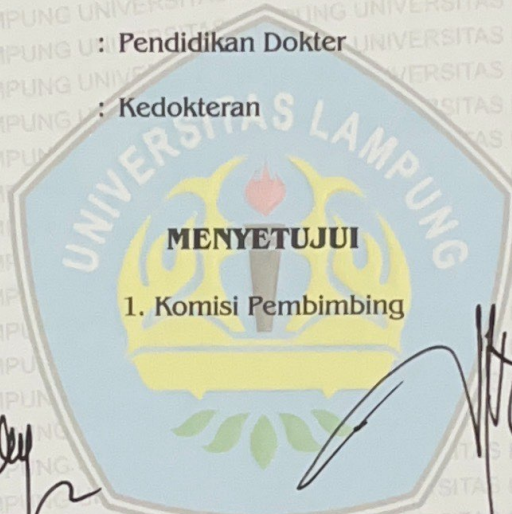 : Pendidikan Dokter
: Kedokteran
UNIVERSITAS LAMPUNG
MENYETUJUI
1. Komisi Pembimbing